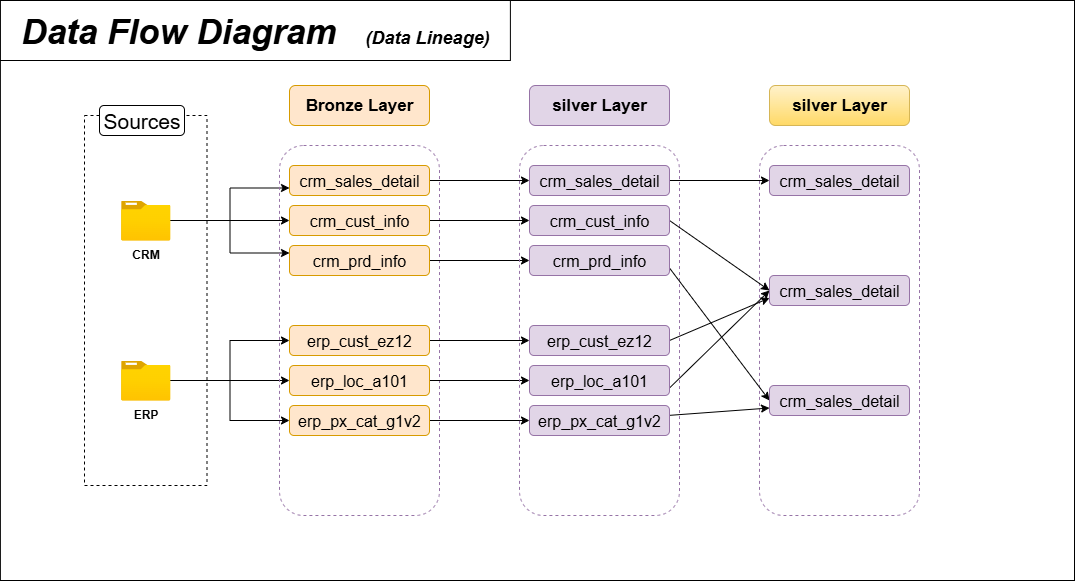 Data Flow Diagram (Data Lineage)
Sources
Bronze Layer
silver Layer
silver Layer
CRM
ERP
crm_sales_detail
crm_cust_info
crm_prd_info
erp_cust_ez12
erp_loc_a101
erp_px_cat_g1v2
crm_sales_detail
crm_cust_info
crm_prd_info
erp_cust_ez12
erp_loc_a101
erp_px_cat_g1v2
crm_sales_detail
crm_sales_detail
crm_sales_detail